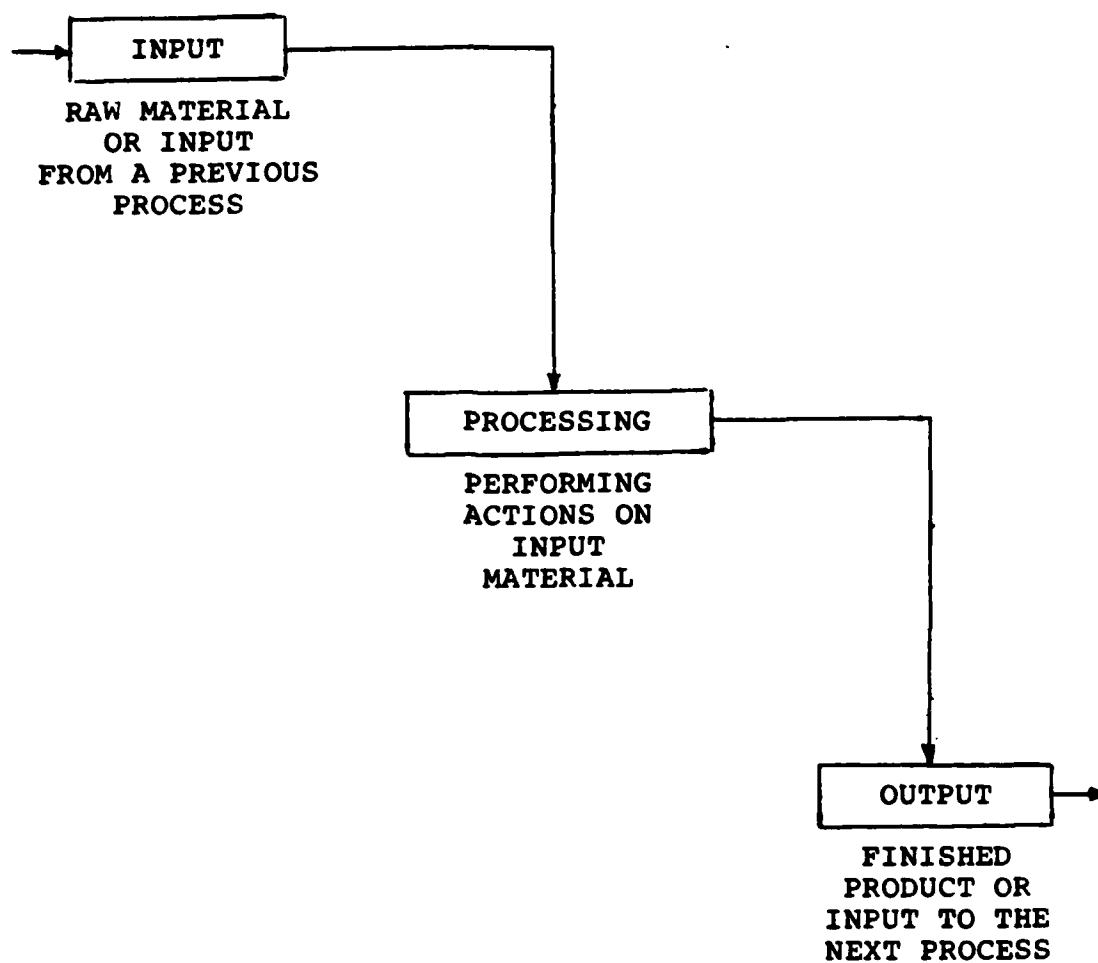 INPUT
RAW MATERIAL
OR INPUT
FROM A PREVIOUS
PROCESS
PROCESSING
PERFORMING
ACTIONS ON
INPUT
MATERIAL
OUTPUT
FINISHED
PRODUCT OR
INPUT TO THE
NEXT PROCESS